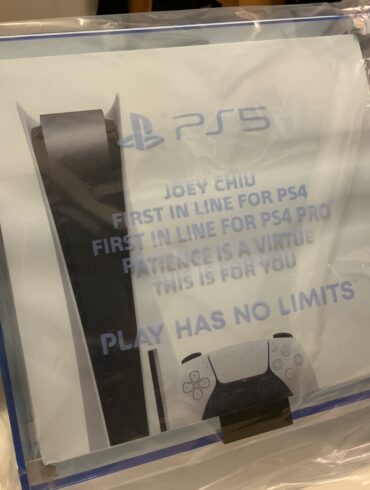 PS5
JOEY CHIU
FIRST IN LINE FOR PS4
FIRST IN LINE FOR PS4 PRO
PATIENCE IS A VIRTUE
THIS IS FOR YOU
PLAY HAS NO LIMITS™